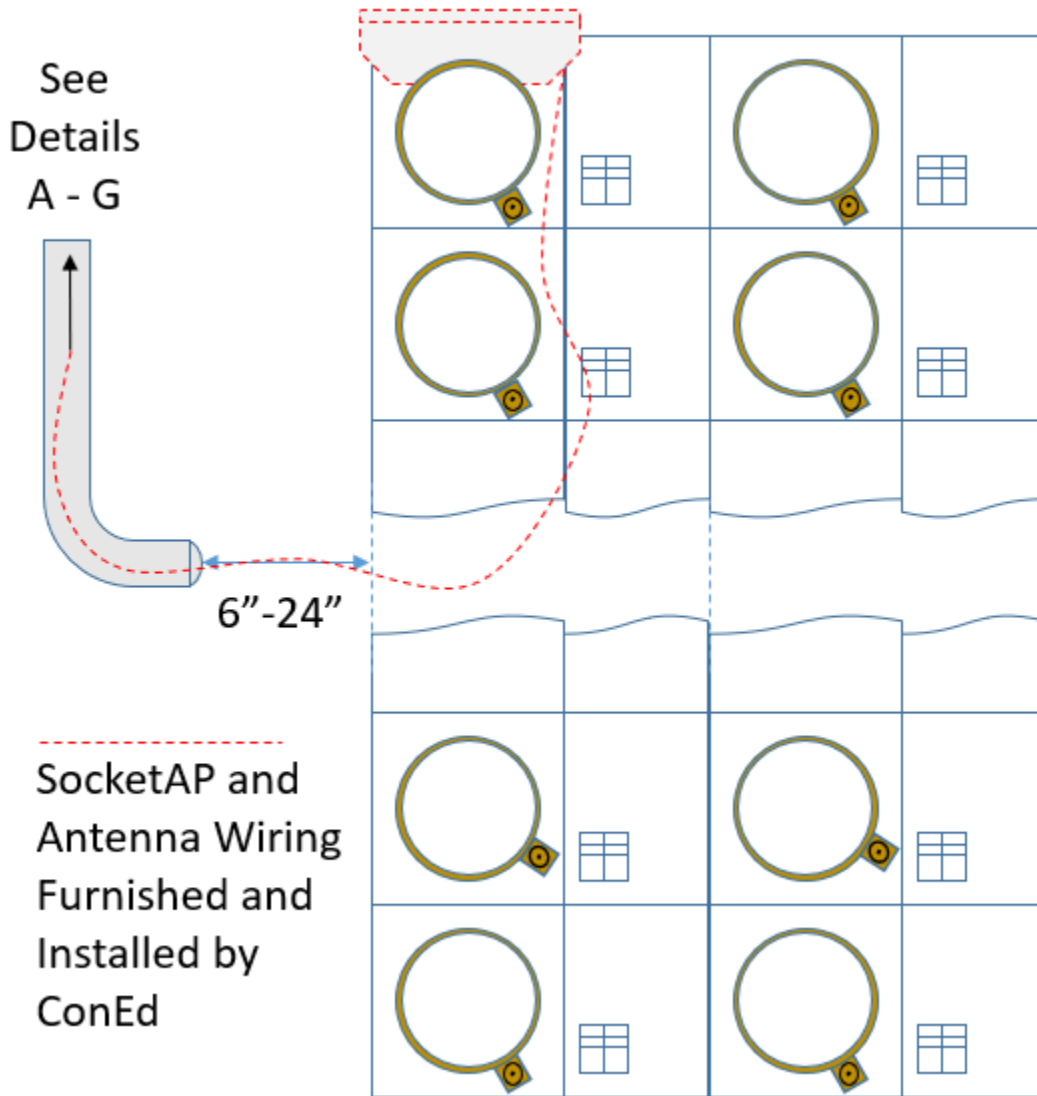 See
Details
A - G
6”-24”
SocketAP and
Antenna Wiring
Furnished and
Installed by
ConEd